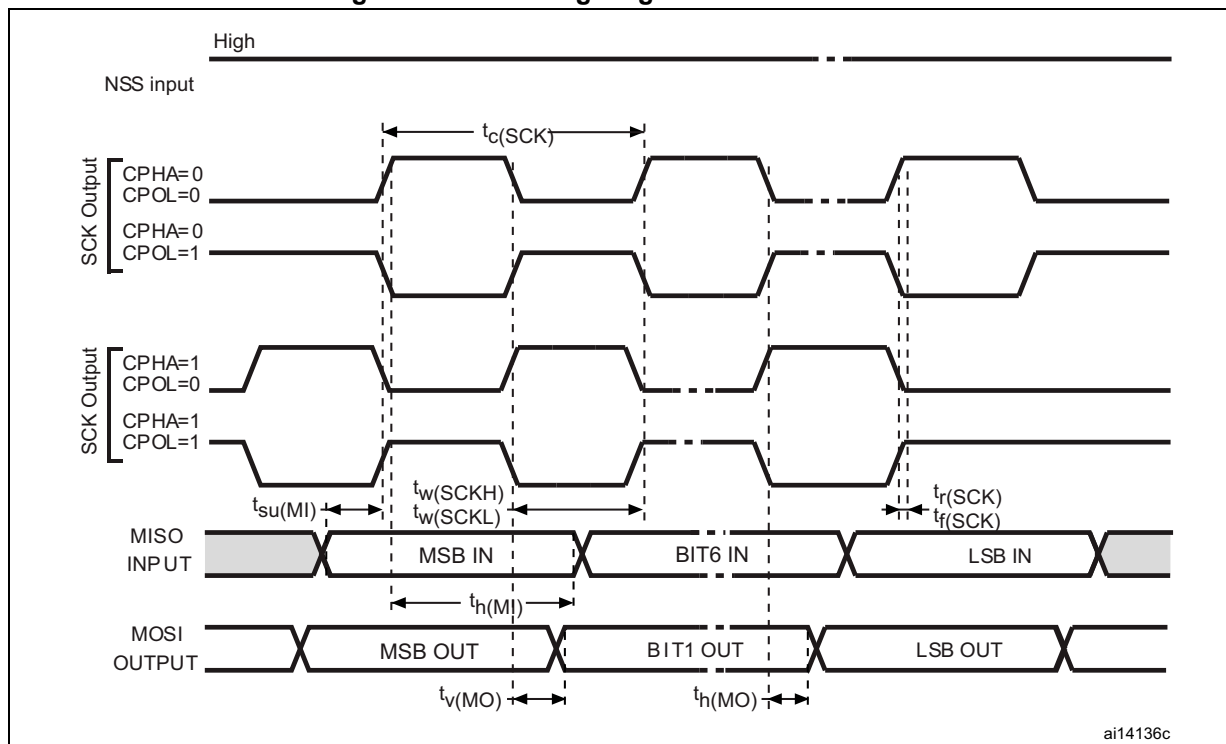 High
NSS input
tc(SCK)
SCK Output
CPHA=0
CPOL=0
CPHA=0
CPOL=1
SCK Output
CPHA=1
CPOL=0
CPHA=1
CPOL=1
tsu(MI)
tw(SCKH)
tw(SCKL)
tr(SCK)
tf(SCK)
MISO
INPUT
MSB IN
BIT6 IN
LSB IN
th(MI)
MOSI
OUTPUT
MSB OUT
BIT1 OUT
LSB OUT
tv(MO)
th(MO)
ai14136c